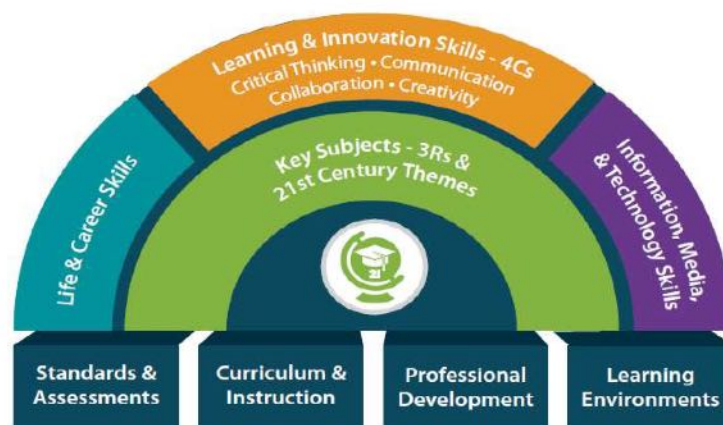 Learning & Innovation Skills - 4Cs
Critical Thinking • Communication
Collaboration • Creativity
Life & Career Skills
Key Subjects - 3Rs &
21st Century Themes
Information, Media,
& Technology Skills
21
Standards &
Assessments
Curriculum &
Instruction
Professional
Development
Learning
Environments